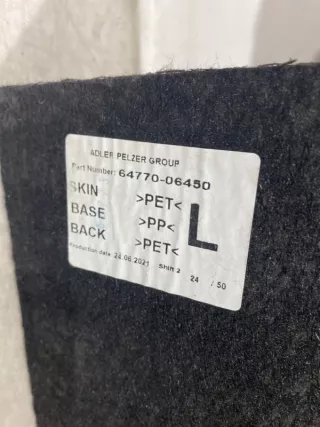 ADLER PELZER GROUP
Part Number: 64770-06450
SKIN >PET<
BASE >PP<
BACK >PET<
L
Production date: 24.06.2021 Shift 2 24 / 50